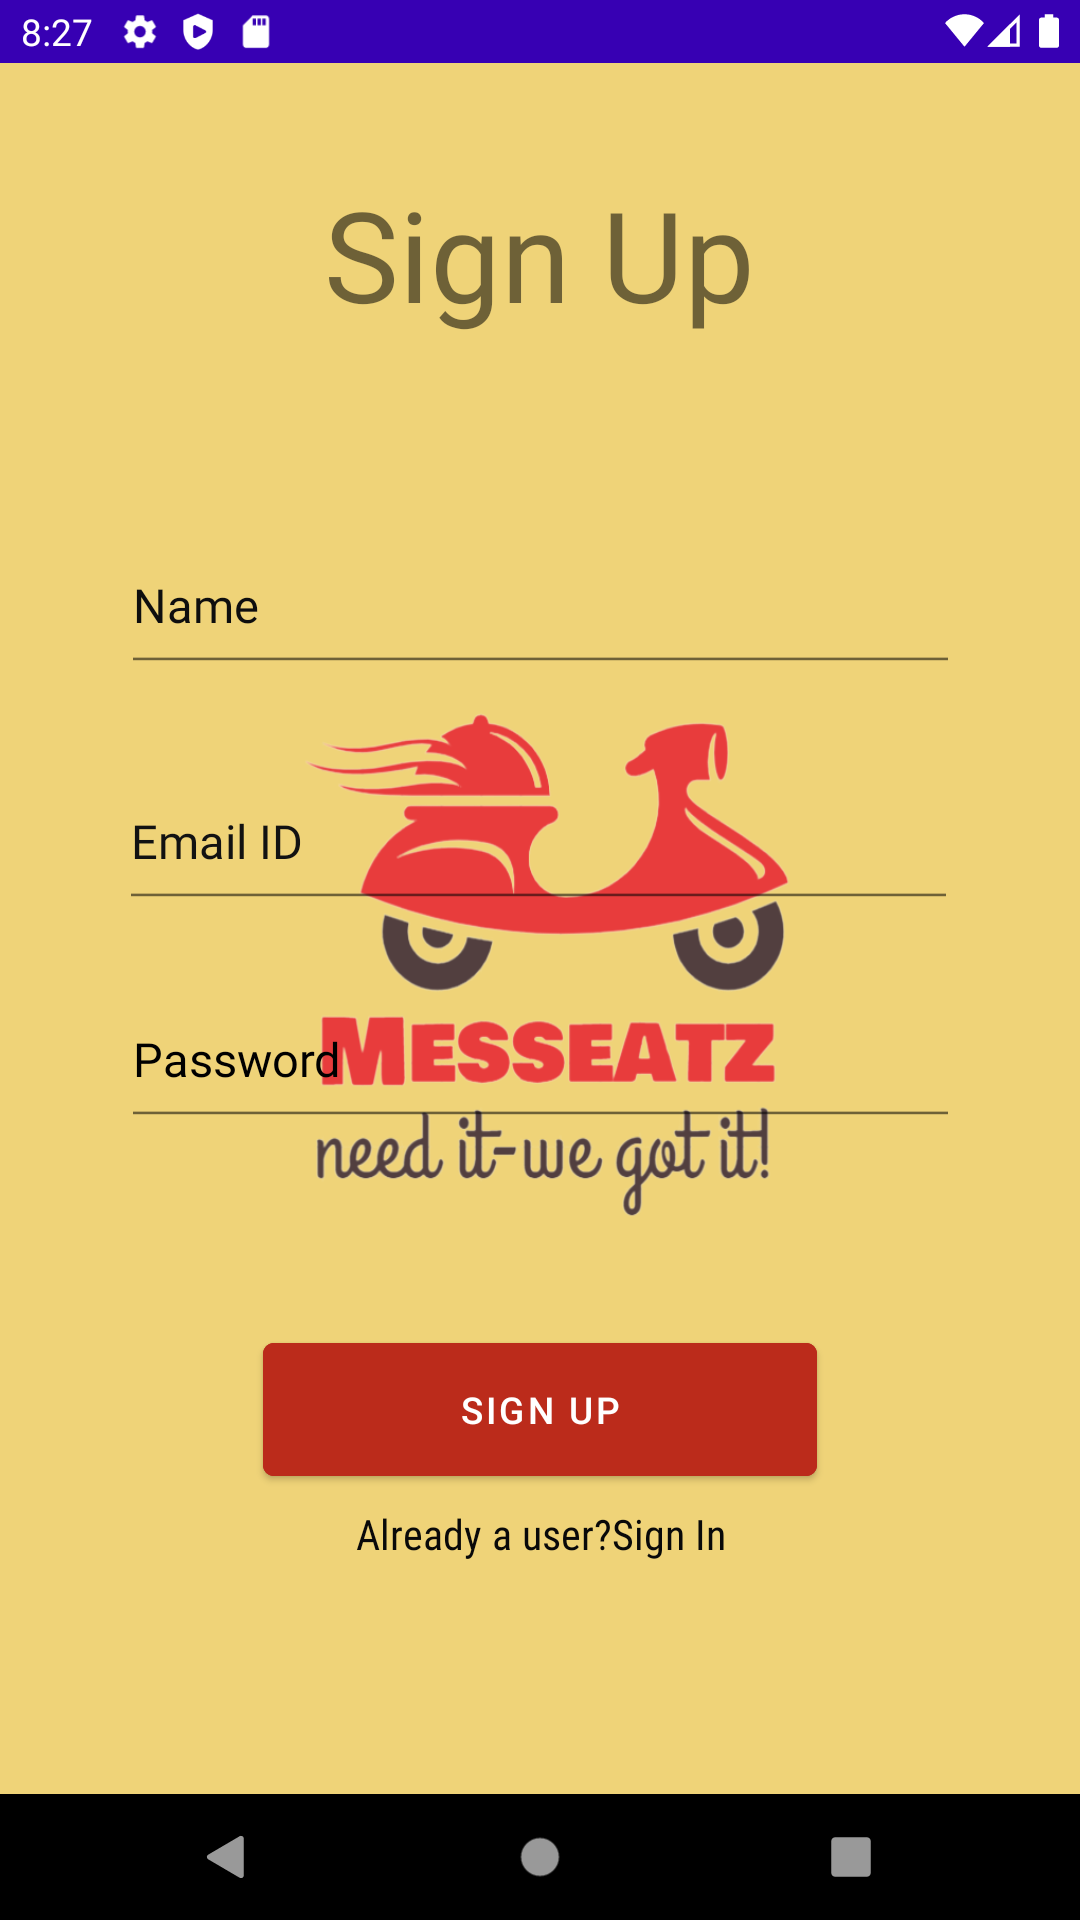 8:27
Sign Up
Name
Email ID
MESSEATZ
Password
need it-we got it!
SIGN UP
Already a user?Sign In